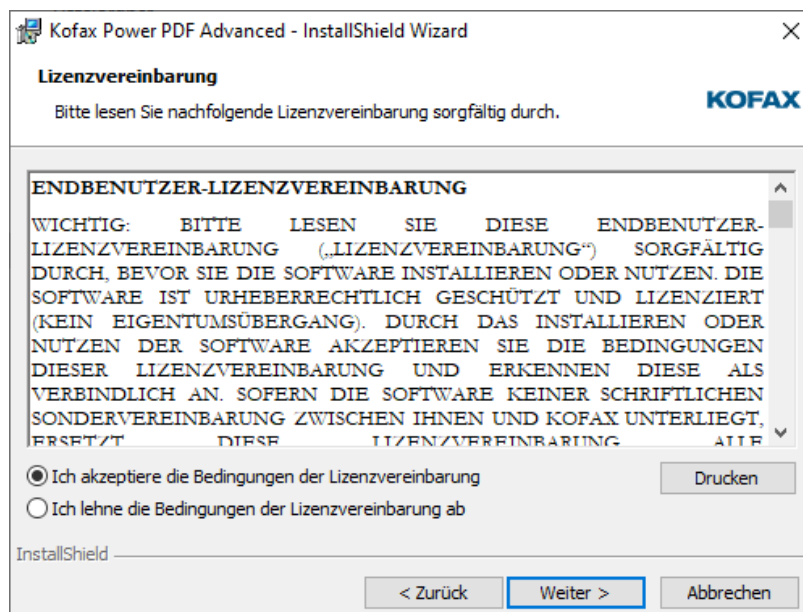 Kofax Power PDF Advanced - InstallShield Wizard
Lizenzvereinbarung
Bitte lesen Sie nachfolgende Lizenzvereinbarung sorgfältig durch.
KOFAX
ENDBENUTZER-LIZENZVEREINBARUNG
WICHTIG: BITTE LESEN SIE DIESE ENDBENUTZER-
LIZENZVEREINBARUNG („LIZENZVEREINBARUNG“) SORGFÄLTIG
DURCH, BEVOR SIE DIE SOFTWARE INSTALLIEREN ODER NUTZEN. DIE
SOFTWARE IST URHEBERRECHTLICH GESCHÜTZT UND LIZENZIERT
(KEIN EIGENTUMSÜBERGANG). DURCH DAS INSTALLIEREN ODER
NUTZEN DER SOFTWARE AKZEPTIEREN SIE DIE BEDINGUNGEN
DIESER LIZENZVEREINBARUNG UND ERKENNEN DIESE ALS
VERBINDLICH AN. SOFERN DIE SOFTWARE KEINER SCHRIFTLICHEN
SONDERVEREINBARUNG ZWISCHEN IHNEN UND KOFAX UNTERLIEGT,
ERSETZT DIESE LIZENZVEREINBARUNG ALLE
Ich akzeptiere die Bedingungen der Lizenzvereinbarung
Drucken
Ich lehne die Bedingungen der Lizenzvereinbarung ab
InstallShield
< Zurück
Weiter >
Abbrechen